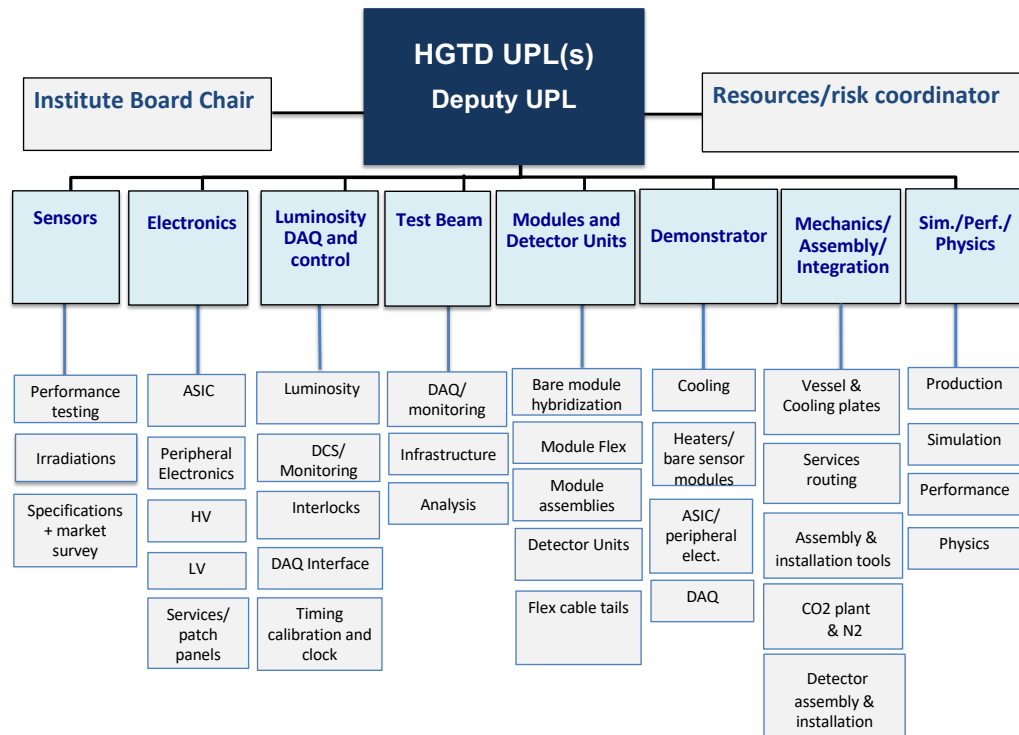 HGTD UPL(s)
Deputy UPL
Institute Board Chair
Resources/risk coordinator
Sensors
Performance
testing
Irradiations
Specifications
+ market
survey
Electronics
ASIC
Peripheral
Electronics
HV
LV
Services/
patch
panels
Luminosity
DAQ and
control
Luminosity
DCS/
Monitoring
Interlocks
DAQ Interface
Timing
calibration and
clock
Test Beam
DAQ/
monitoring
Infrastructure
Analysis
Modules and
Detector Units
Bare module
hybridization
Module Flex
Module
assemblies
Detector Units
Flex cable tails
Demonstrator
Cooling
Heaters/
bare sensor
modules
ASIC/
peripheral
elect.
DAQ
Mechanics/
Assembly/
Integration
Vessel &
Cooling plates
Services
routing
Assembly &
installation tools
CO2 plant
& N2
Detector
assembly &
installation
Sim./Perf./
Physics
Production
Simulation
Performance
Physics